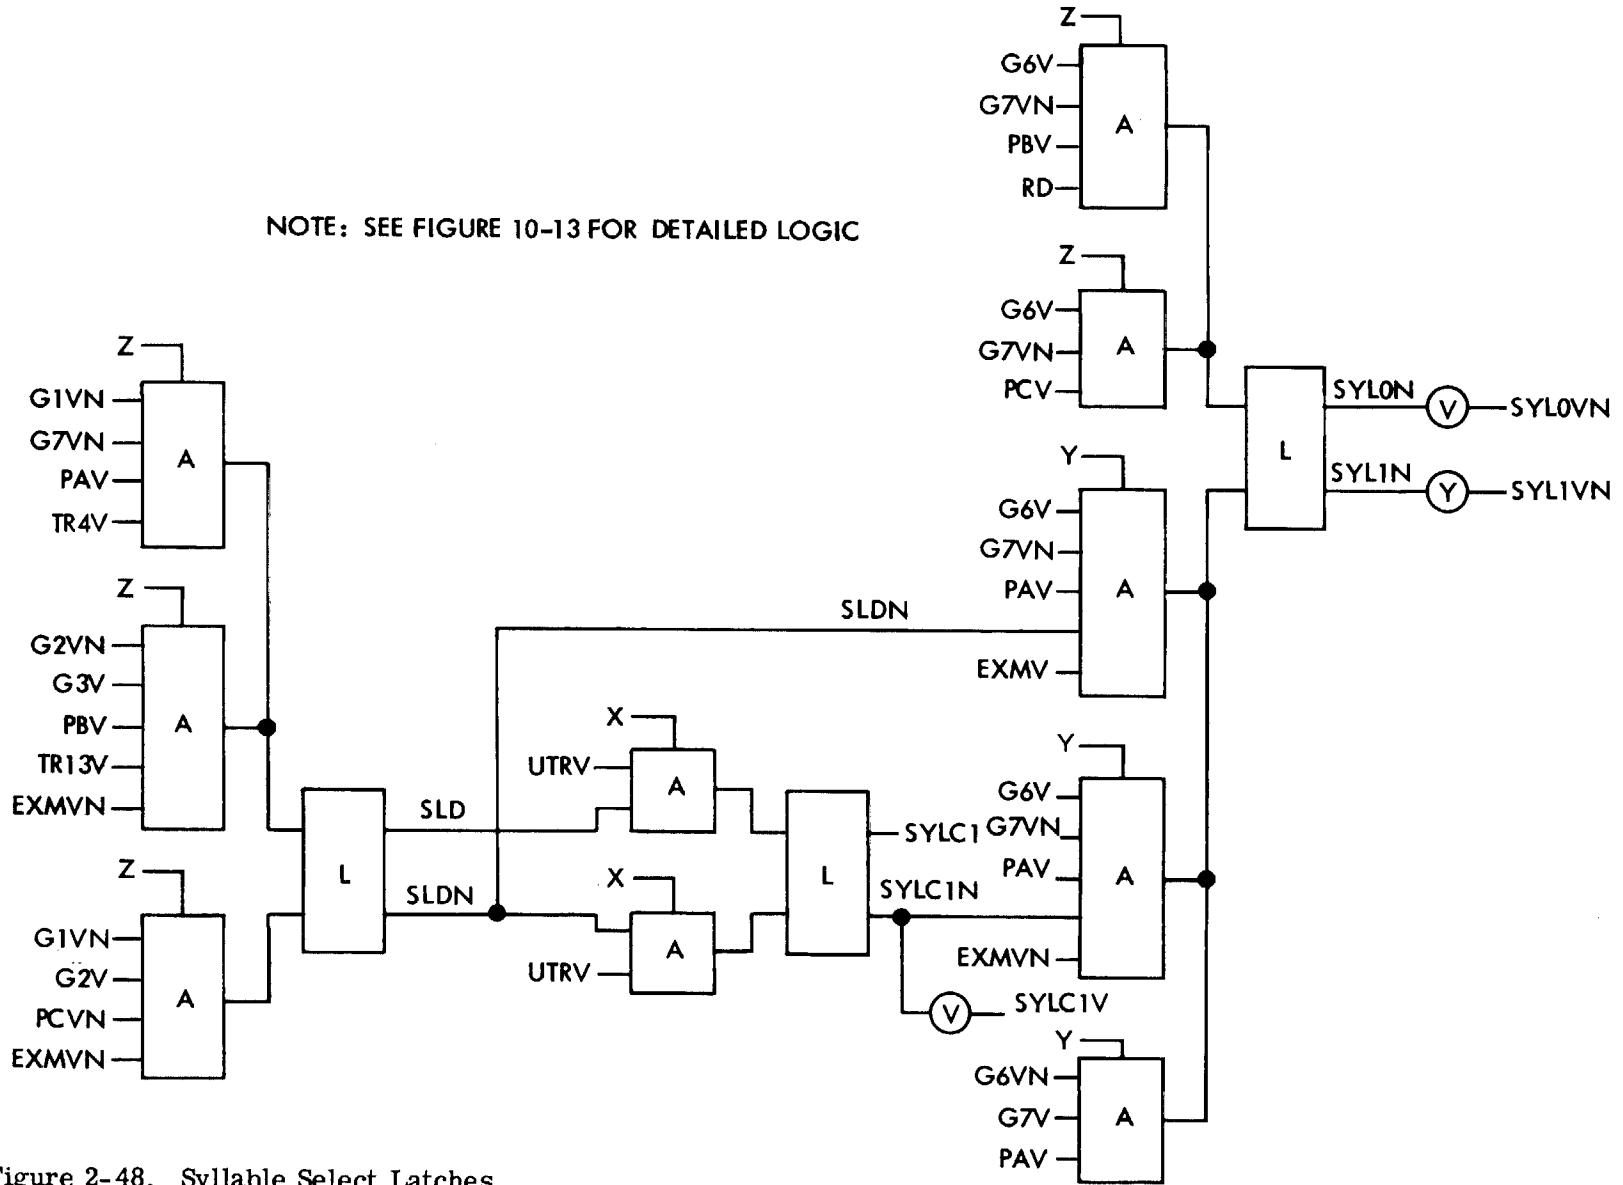 Z
G6V
G7VN
PBV
RD
A
NOTE: SEE FIGURE 10-13 FOR DETAILED LOGIC
Z
G6V
G7VN
PCV
A
Z
G1VN
G7VN
PAV
TR4V
A
L
SYL0N
V
SYL0VN
SYL1N
Y
SYL1VN
Y
G6V
G7VN
PAV
SLDN
EXMV
A
Z
G2VN
G3V
PBV
TR13V
EXMVN
A
X
UTRV
A
SLD
L
SLDN
X
UTRV
A
L
SYLC1
SYLC1N
V
SYLC1V
Y
G6V
G7VN
PAV
EXMVN
A
Z
G1VN
G2V
PCVN
EXMVN
A
Y
G6VN
G7V
PAV
A
igure 2-48. Syllable Select Latches